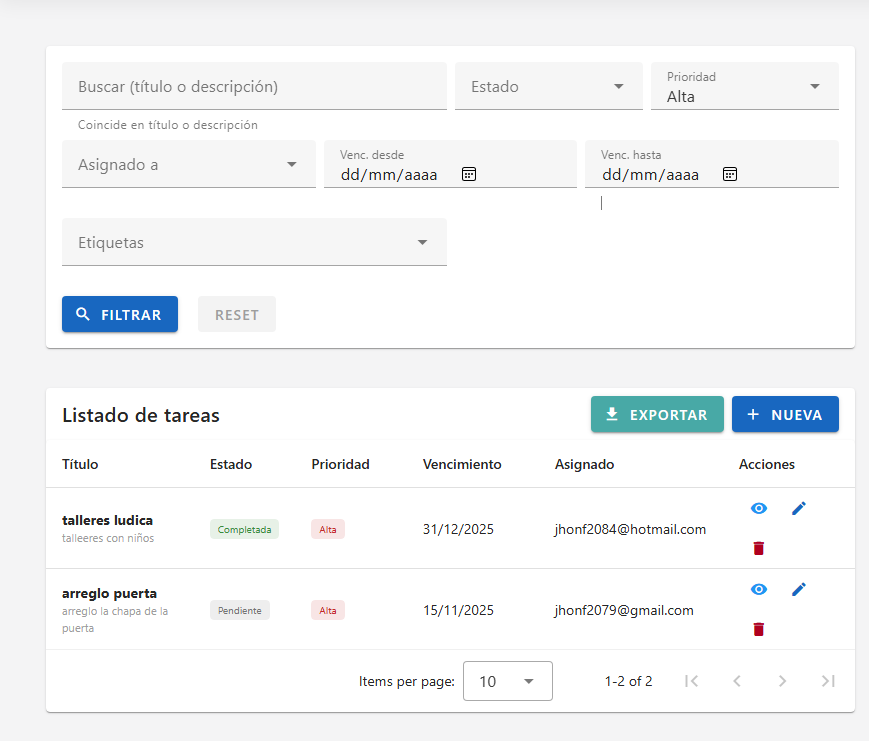 Buscar (título o descripción)
Estado
Prioridad
Alta
Coincide en título o descripción
Asignado a
Venc. desde
dd/mm/aaaa
Venc. hasta
dd/mm/aaaa
Etiquetas
FILTRAR
RESET
Listado de tareas
EXPORTAR
NUEVA
Título Estado Prioridad Vencimiento Asignado Acciones
talleres ludica
talleeres con niños
Completada
Alta
31/12/2025
jhonf2084@hotmail.com
arreglo puerta
arreglo la chapa de la
puerta
Pendiente
Alta
15/11/2025
jhonf2079@gmail.com
Items per page: 10 1-2 of 2